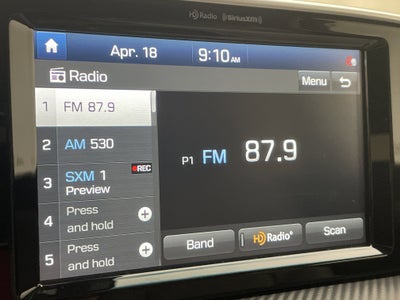 HD Radio SiriusXM
Apr. 18 9:10 AM
Radio Menu
1 FM 87.9
2 AM 530
3 SXM 1 REC
Preview
P1 FM 87.9
4 Press
and hold
5 Press
and hold
Band HD Radio® Scan